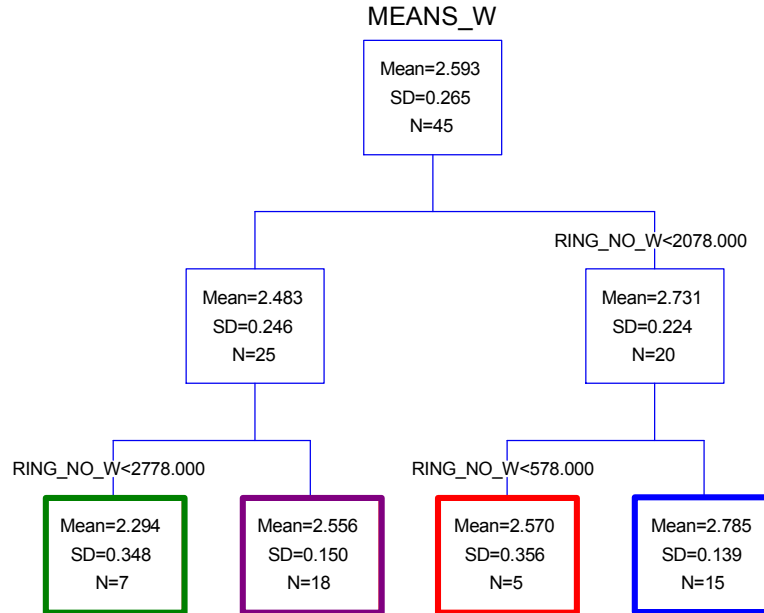 MEANS_W
Mean=2.593
SD=0.265
N=45
RING_NO_W<2078.000
Mean=2.483
SD=0.246
N=25
Mean=2.731
SD=0.224
N=20
RING_NO_W<2778.000
RING_NO_W<578.000
Mean=2.294
SD=0.348
N=7
Mean=2.556
SD=0.150
N=18
Mean=2.570
SD=0.356
N=5
Mean=2.785
SD=0.139
N=15